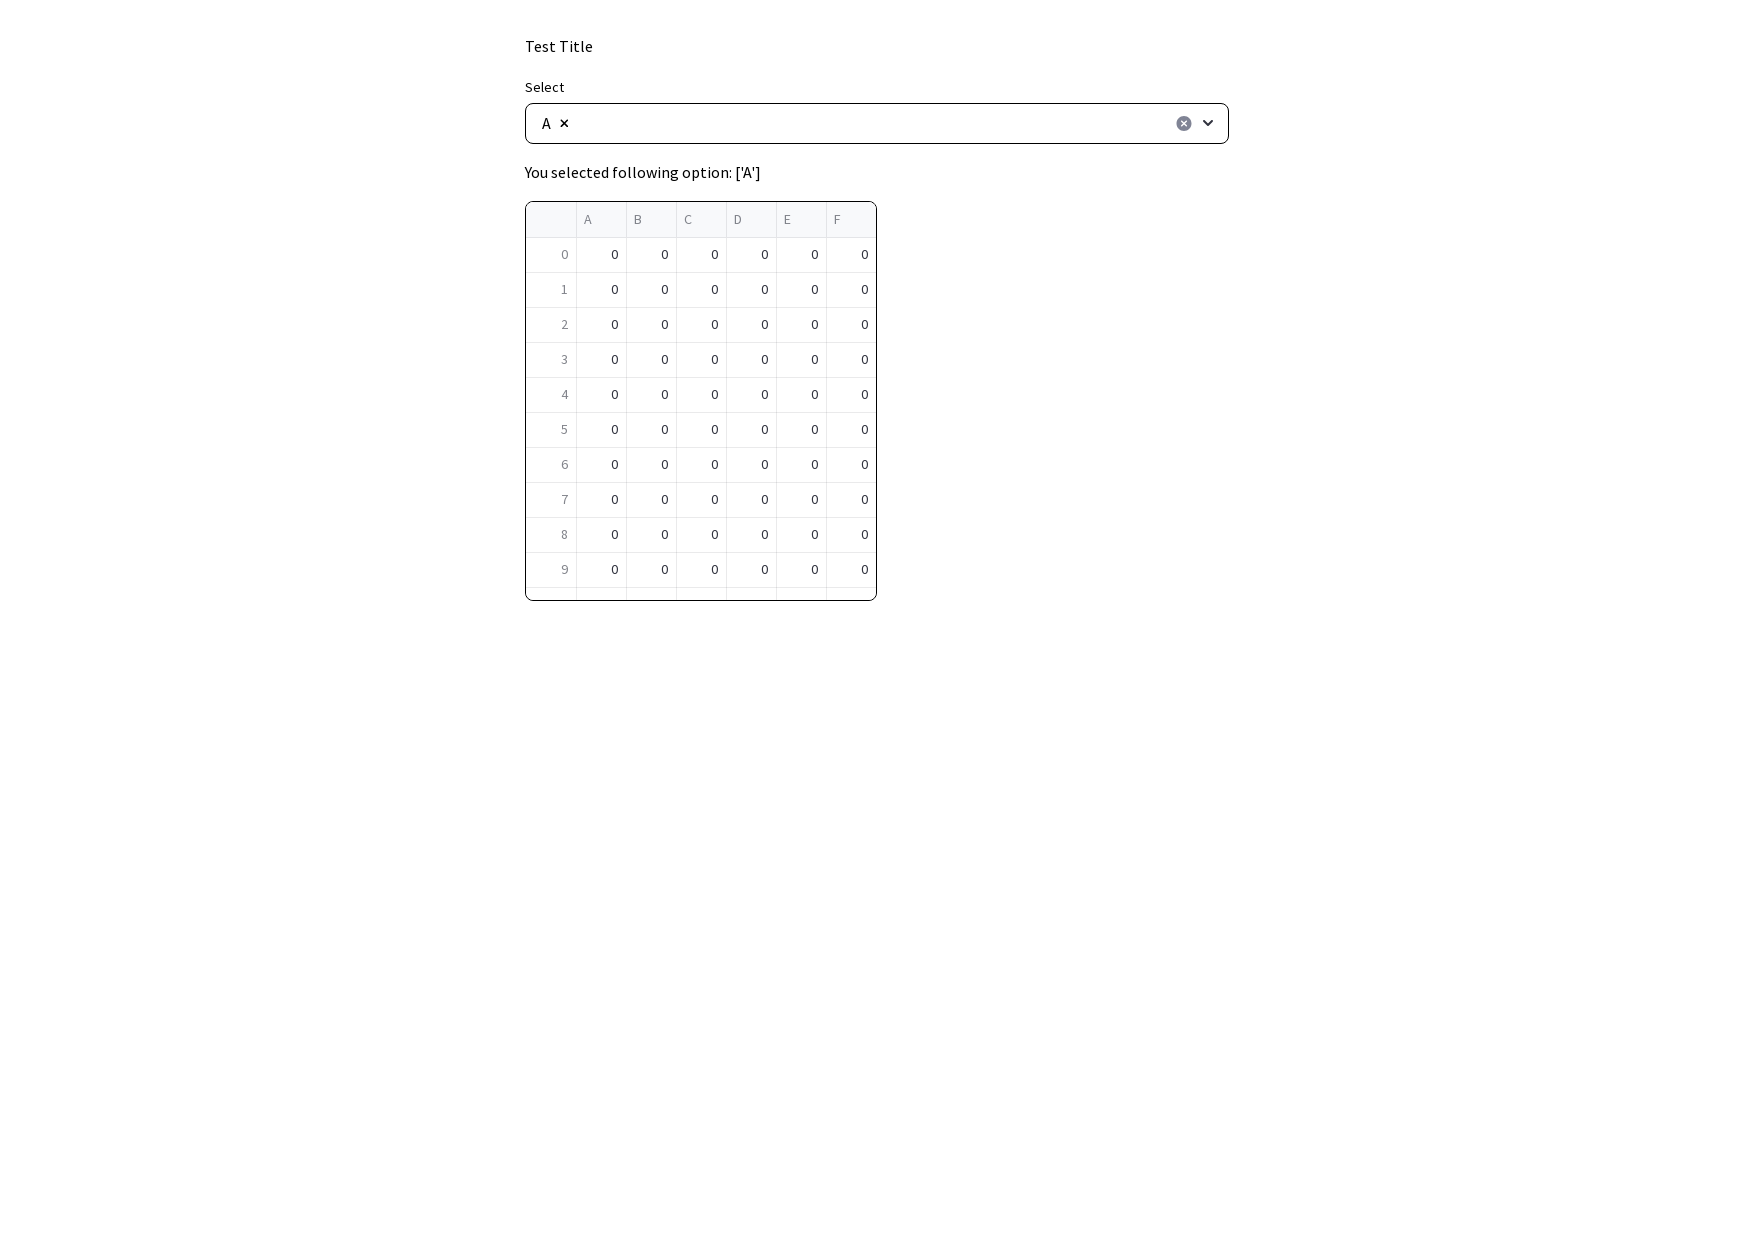 Test Title
Select
A
You selected following option: ['A']
A B C D E F
0 0 0 0 0 0 0
1 0 0 0 0 0 0
2 0 0 0 0 0 0
3 0 0 0 0 0 0
4 0 0 0 0 0 0
5 0 0 0 0 0 0
6 0 0 0 0 0 0
7 0 0 0 0 0 0
8 0 0 0 0 0 0
9 0 0 0 0 0 0